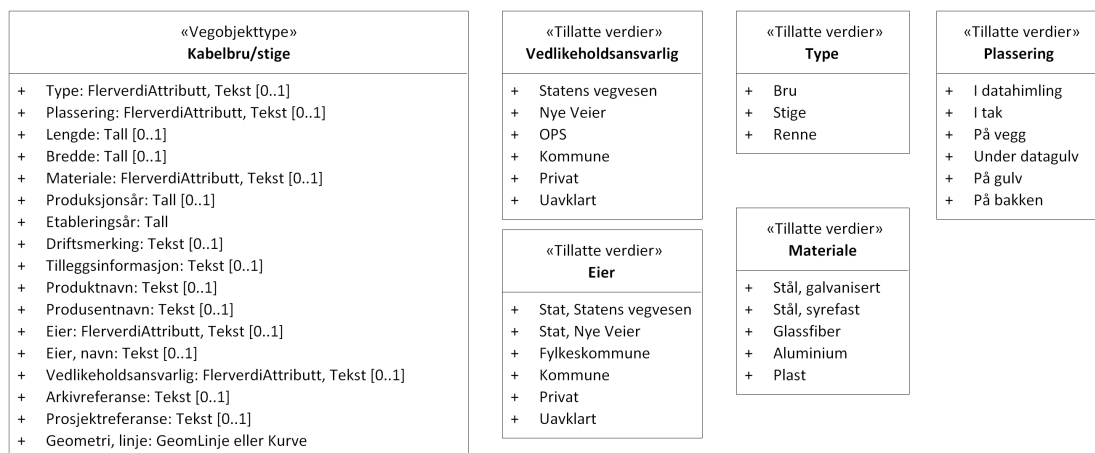 «Vegobjekttype»
Kabelbru/stige
+ Type: FlerverdiAttributt, Tekst [0..1]
+ Plassering: FlerverdiAttributt, Tekst [0..1]
+ Lengde: Tall [0..1]
+ Bredde: Tall [0..1]
+ Materiale: FlerverdiAttributt, Tekst [0..1]
+ Produksjonsår: Tall [0..1]
+ Etableringsår: Tall
+ Driftsmerking: Tekst [0..1]
+ Tilleggsinformasjon: Tekst [0..1]
+ Produktnavn: Tekst [0..1]
+ Produsentnavn: Tekst [0..1]
+ Eier: FlerverdiAttributt, Tekst [0..1]
+ Eier, navn: Tekst [0..1]
+ Vedlikeholdsansvarlig: FlerverdiAttributt, Tekst [0..1]
+ Arkivreferanse: Tekst [0..1]
+ Prosjektreferanse: Tekst [0..1]
+ Geometri, linje: GeomLinje eller Kurve
«Tillatte verdier»
Vedlikeholdsansvarlig
+ Statens vegvesen
+ Nye Veier
+ OPS
+ Kommune
+ Privat
+ Uavklart
«Tillatte verdier»
Eier
+ Stat, Statens vegvesen
+ Stat, Nye Veier
+ Fylkeskommune
+ Kommune
+ Privat
+ Uavklart
«Tillatte verdier»
Type
+ Bru
+ Stige
+ Renne
«Tillatte verdier»
Materiale
+ Stål, galvanisert
+ Stål, syrefast
+ Glassfiber
+ Aluminium
+ Plast
«Tillatte verdier»
Plassering
+ I datahimling
+ I tak
+ På vegg
+ Under datagulv
+ På gulv
+ På bakken